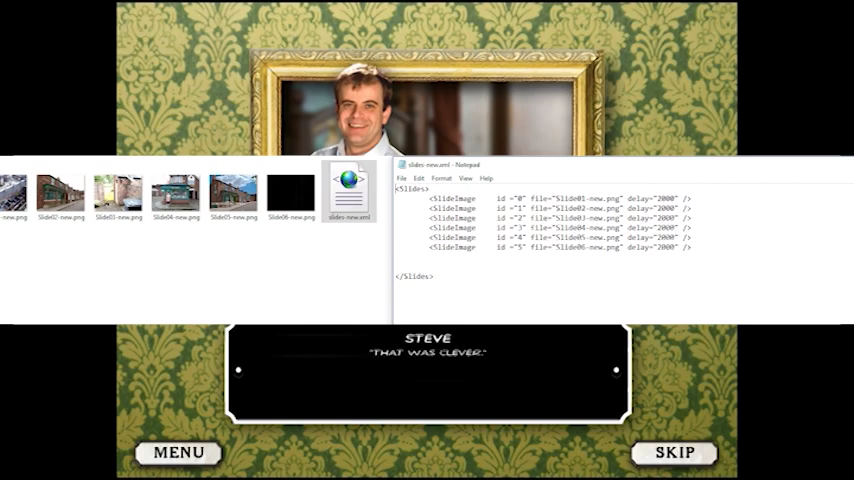 slides-new.xml - Notepad
File Edit Format View Help
<Slides>
<SlideImage id ="0" file="Slide01-new.png" delay="2000" />
<SlideImage id ="1" file="Slide02-new.png" delay="2000" />
<SlideImage id ="2" file="Slide03-new.png" delay="2000" />
<SlideImage id ="3" file="Slide04-new.png" delay="2000" />
<SlideImage id ="4" file="Slide05-new.png" delay="2000" />
<SlideImage id ="5" file="Slide06-new.png" delay="2000" />
</Slides>
-new.png Slide02-new.png Slide03-new.png Slide04-new.png Slide05-new.png Slide06-new.png slides-new.xml
STEVE
"THAT WAS CLEVER."
MENU SKIP